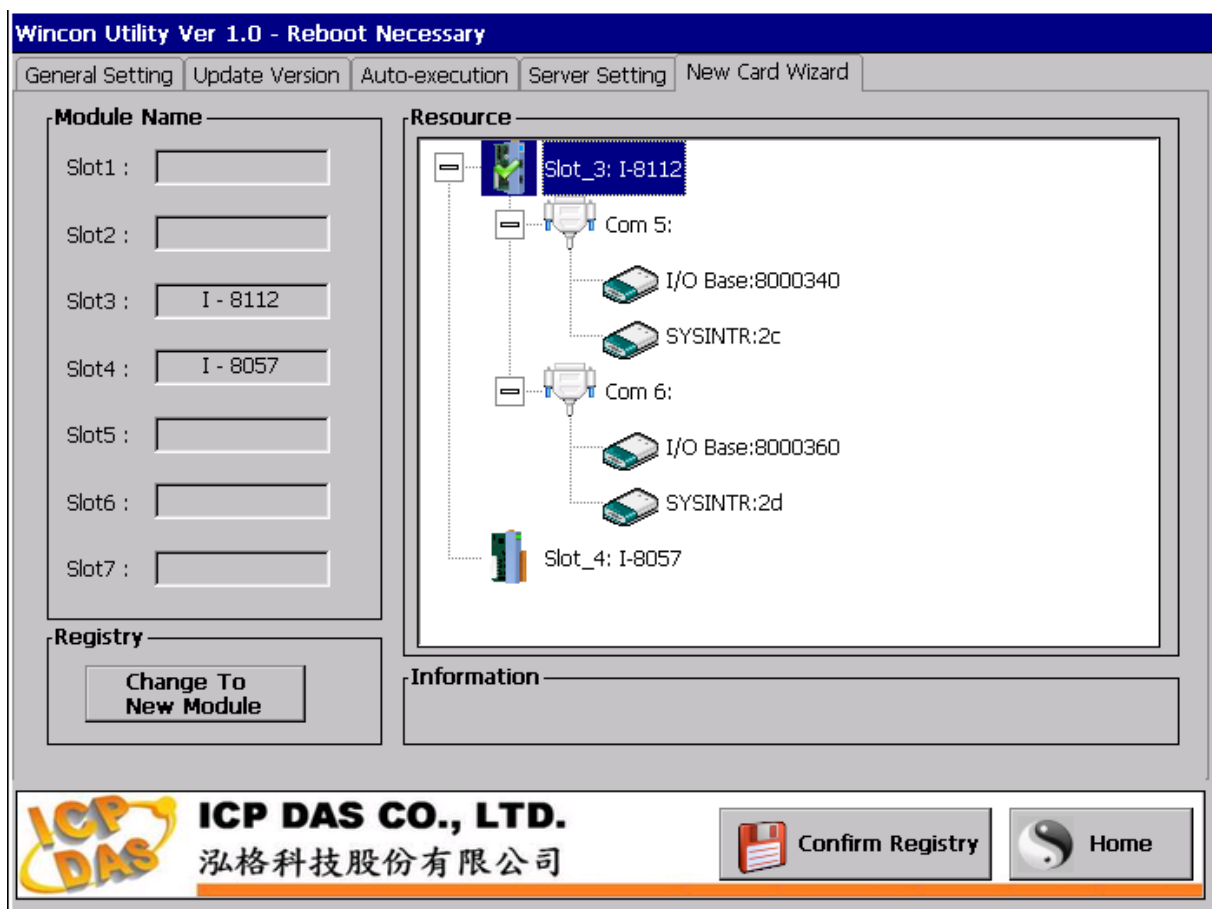 Wincon Utility Ver 1.0 - Reboot Necessary
General Setting Update Version Auto-execution Server Setting New Card Wizard
Module Name
Slot1 :
Slot2 :
Slot3 : I - 8112
Slot4 : I - 8057
Slot5 :
Slot6 :
Slot7 :
Registry
Change To
New Module
Resource
Slot_3: I-8112
Com 5:
I/O Base:8000340
SYSINTR:2c
Com 6:
I/O Base:8000360
SYSINTR:2d
Slot_4: I-8057
Information
ICP
DAS
ICP DAS CO., LTD.
泓格科技股份有限公司
Confirm Registry
Home